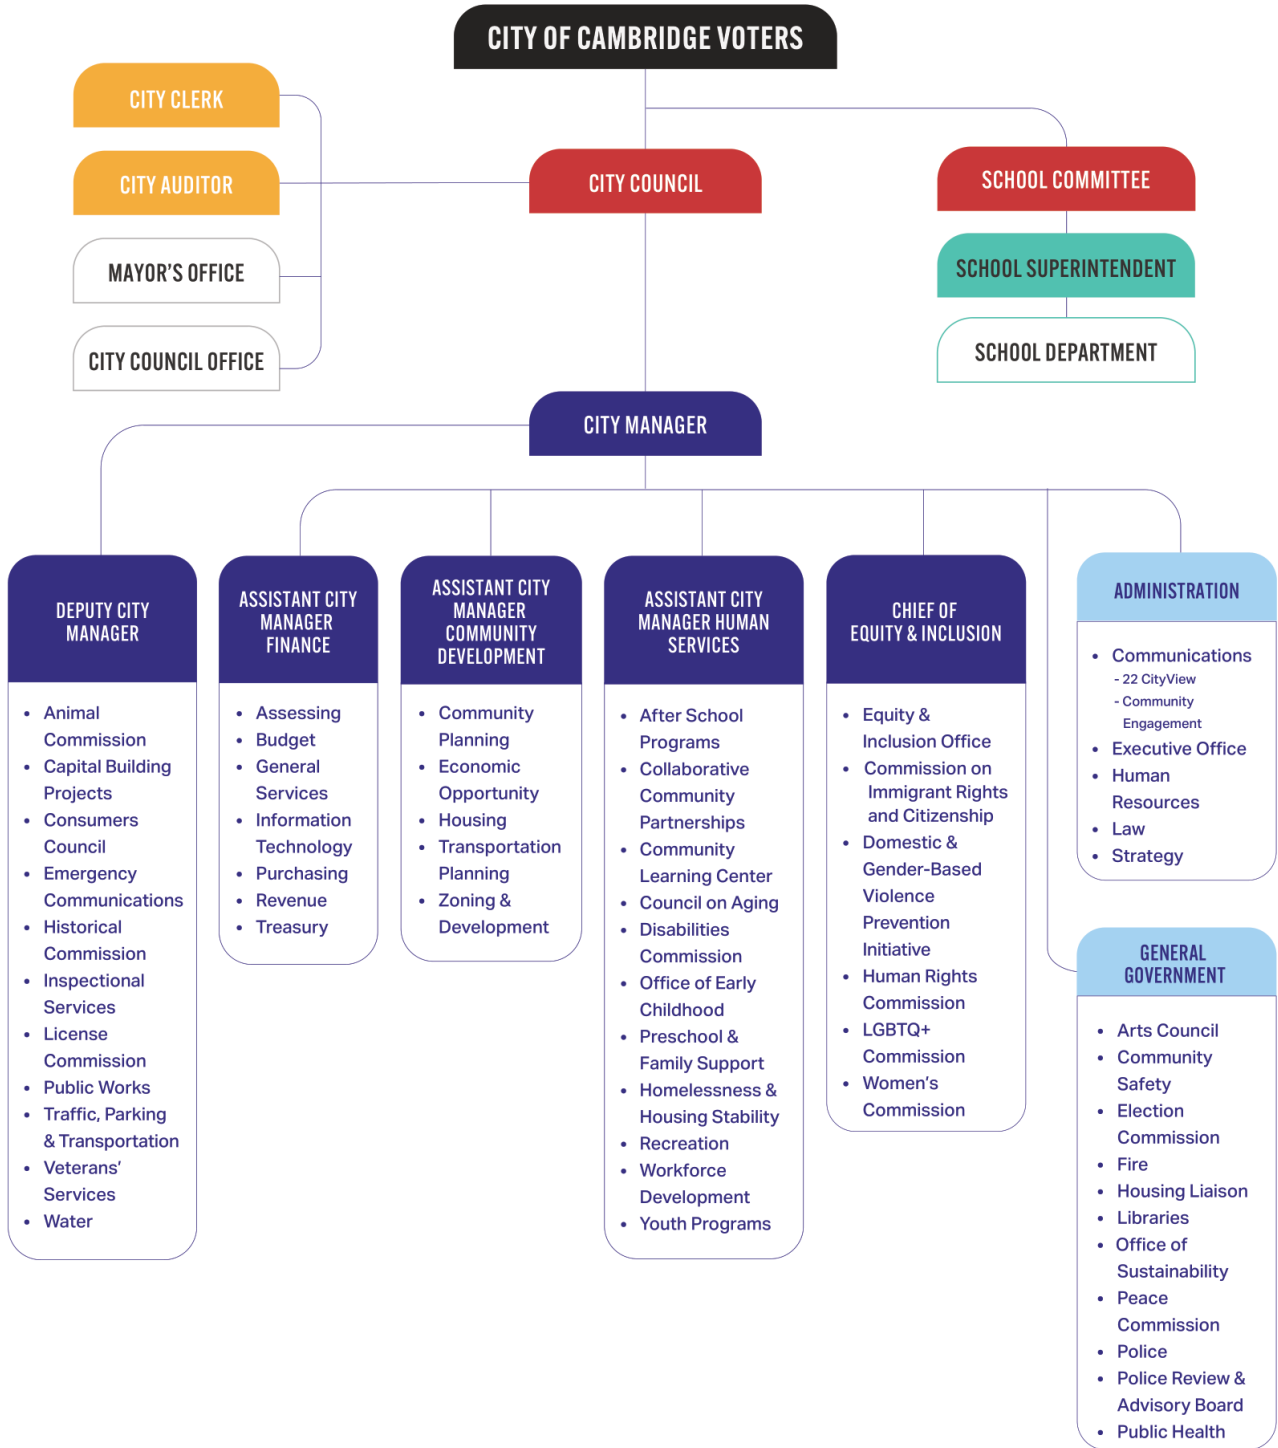 CITY OF CAMBRIDGE VOTERS
CITY CLERK
CITY AUDITOR
MAYOR'S OFFICE
CITY COUNCIL OFFICE
CITY COUNCIL
SCHOOL COMMITTEE
SCHOOL SUPERINTENDENT
SCHOOL DEPARTMENT
CITY MANAGER
DEPUTY CITY
MANAGER
• Animal
Commission
• Capital Building
Projects
• Consumers
Council
• Emergency
Communications
• Historical
Commission
• Inspectional
Services
• License
Commission
• Public Works
• Traffic, Parking
& Transportation
• Veterans'
Services
• Water
ASSISTANT CITY
MANAGER
FINANCE
• Assessing
• Budget
• General
Services
• Information
Technology
• Purchasing
• Revenue
• Treasury
ASSISTANT CITY
MANAGER
COMMUNITY
DEVELOPMENT
• Community
Planning
• Economic
Opportunity
• Housing
• Transportation
Planning
• Zoning &
Development
ASSISTANT CITY
MANAGER HUMAN
SERVICES
• After School
Programs
• Collaborative
Community
Partnerships
• Community
Learning Center
• Council on Aging
• Disabilities
Commission
• Office of Early
Childhood
• Preschool &
Family Support
• Homelessness &
Housing Stability
• Recreation
• Workforce
Development
• Youth Programs
CHIEF OF
EQUITY & INCLUSION
• Equity &
Inclusion Office
• Commission on
Immigrant Rights
and Citizenship
• Domestic &
Gender-Based
Violence
Prevention
Initiative
• Human Rights
Commission
• LGBTQ+
Commission
• Women's
Commission
ADMINISTRATION
• Communications
- 22 CityView
- Community
Engagement
• Executive Office
• Human
Resources
• Law
• Strategy
GENERAL
GOVERNMENT
• Arts Council
• Community
Safety
• Election
Commission
• Fire
• Housing Liaison
• Libraries
• Office of
Sustainability
• Peace
Commission
• Police
• Police Review &
Advisory Board
• Public Health